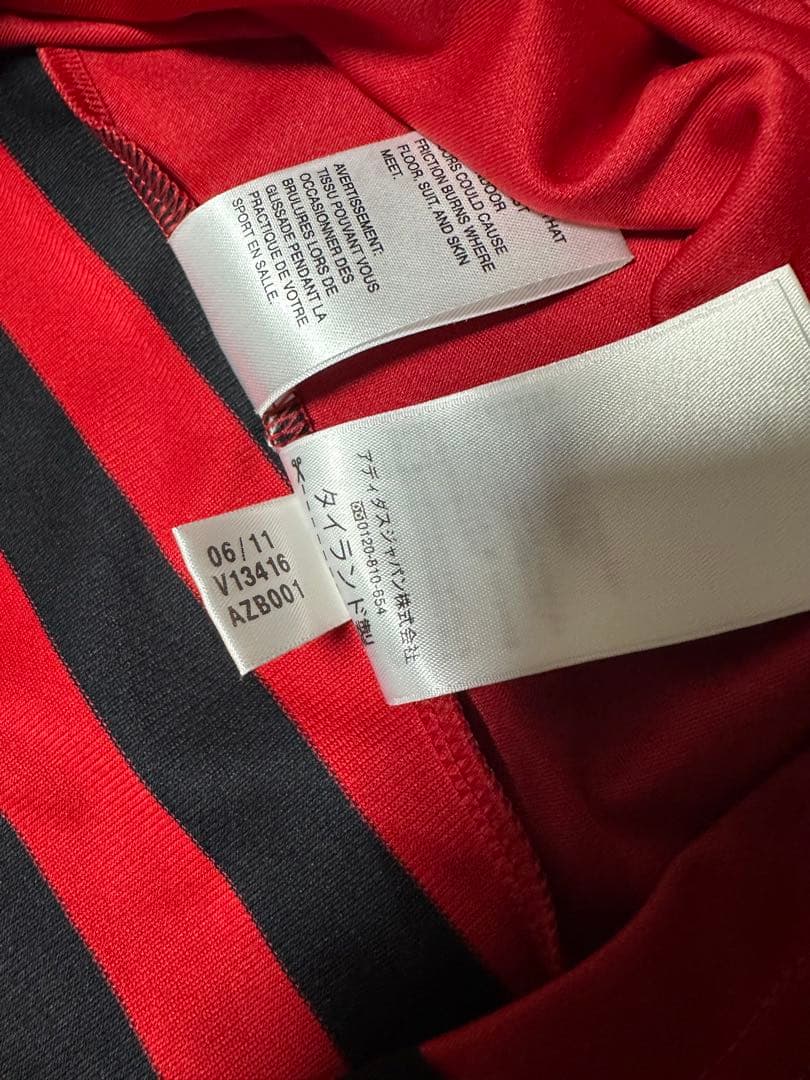 AVERTISSEMENT:
TISSU POUVANT VOUS
OCCASIONNER DES
BRULURES LORS DE
GLISSADE PENDANT LA
PRACTIQUE DE VOTRE
SPORT EN SALLE.
THAT
COULD CAUSE
FRICTION BURNS WHERE
FLOOR, SUIT, AND SKIN
MEET.
アディダスジャパン株式会社
0120-810-654
タイランド製
06/11
V13416
AZB001